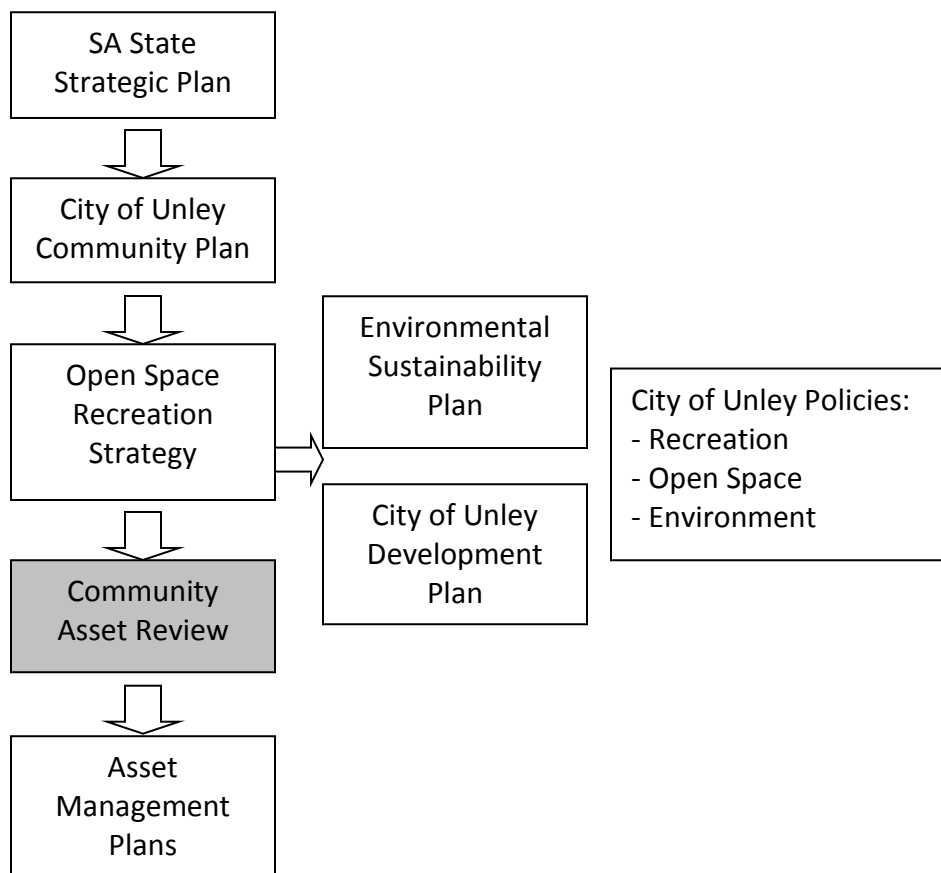 SA State
Strategic Plan
City of Unley
Community Plan
Open Space
Recreation
Strategy
Environmental
Sustainability
Plan
City of Unley
Development
Plan
City of Unley Policies:
- Recreation
- Open Space
- Environment
Community
Asset Review
Asset
Management
Plans